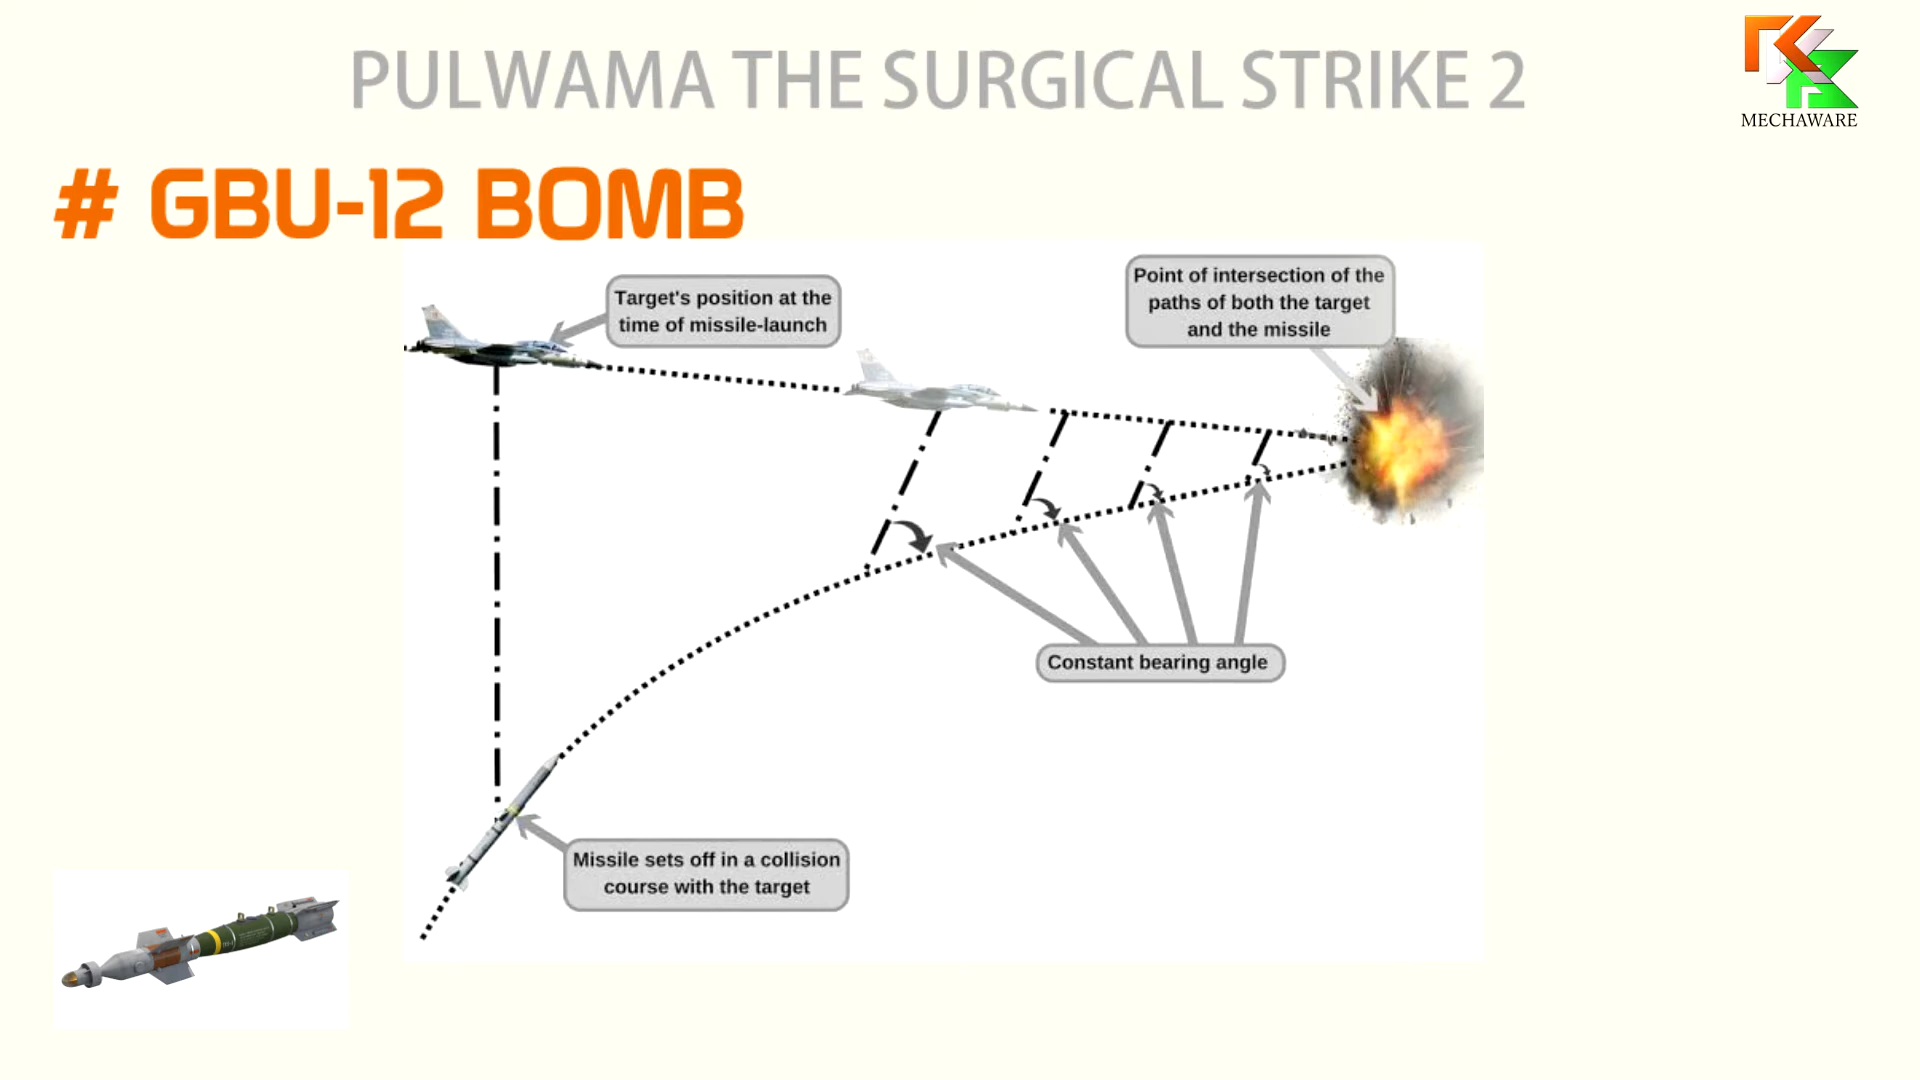 PULWAMA THE SURGICAL STRIKE 2
MECHAWARE
# GBU-12 BOMB
Target's position at the
time of missile-launch
Point of intersection of the
paths of both the target
and the missile
Constant bearing angle
Missile sets off in a collision
course with the target